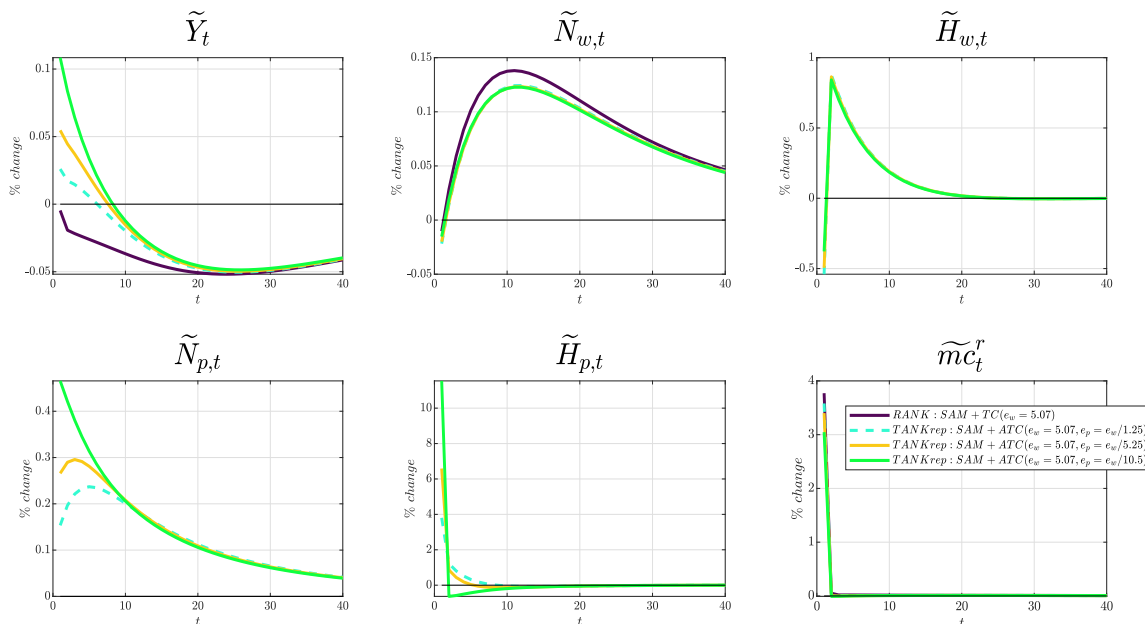 Ỹ_t
Ñ_{w,t}
H̃_{w,t}
0.1
0.05
0
-0.05
% change
0 10 20 30 40
t
0.15
0.1
0.05
0
-0.05
% change
0 10 20 30 40
t
1
0.5
0
-0.5
% change
0 10 20 30 40
t
Ñ_{p,t}
H̃_{p,t}
m̃c^r_t
0.4
0.3
0.2
0.1
0
% change
0 10 20 30 40
t
10
8
6
4
2
0
% change
0 10 20 30 40
t
4
3
2
1
0
% change
0 10 20 30 40
t
RANK : SAM + TC(e_w = 5.07)
TANKrep : SAM + ATC(e_w = 5.07, e_p = e_w/1.25)
TANKrep : SAM + ATC(e_w = 5.07, e_p = e_w/5.25)
TANKrep : SAM + ATC(e_w = 5.07, e_p = e_w/10.5)